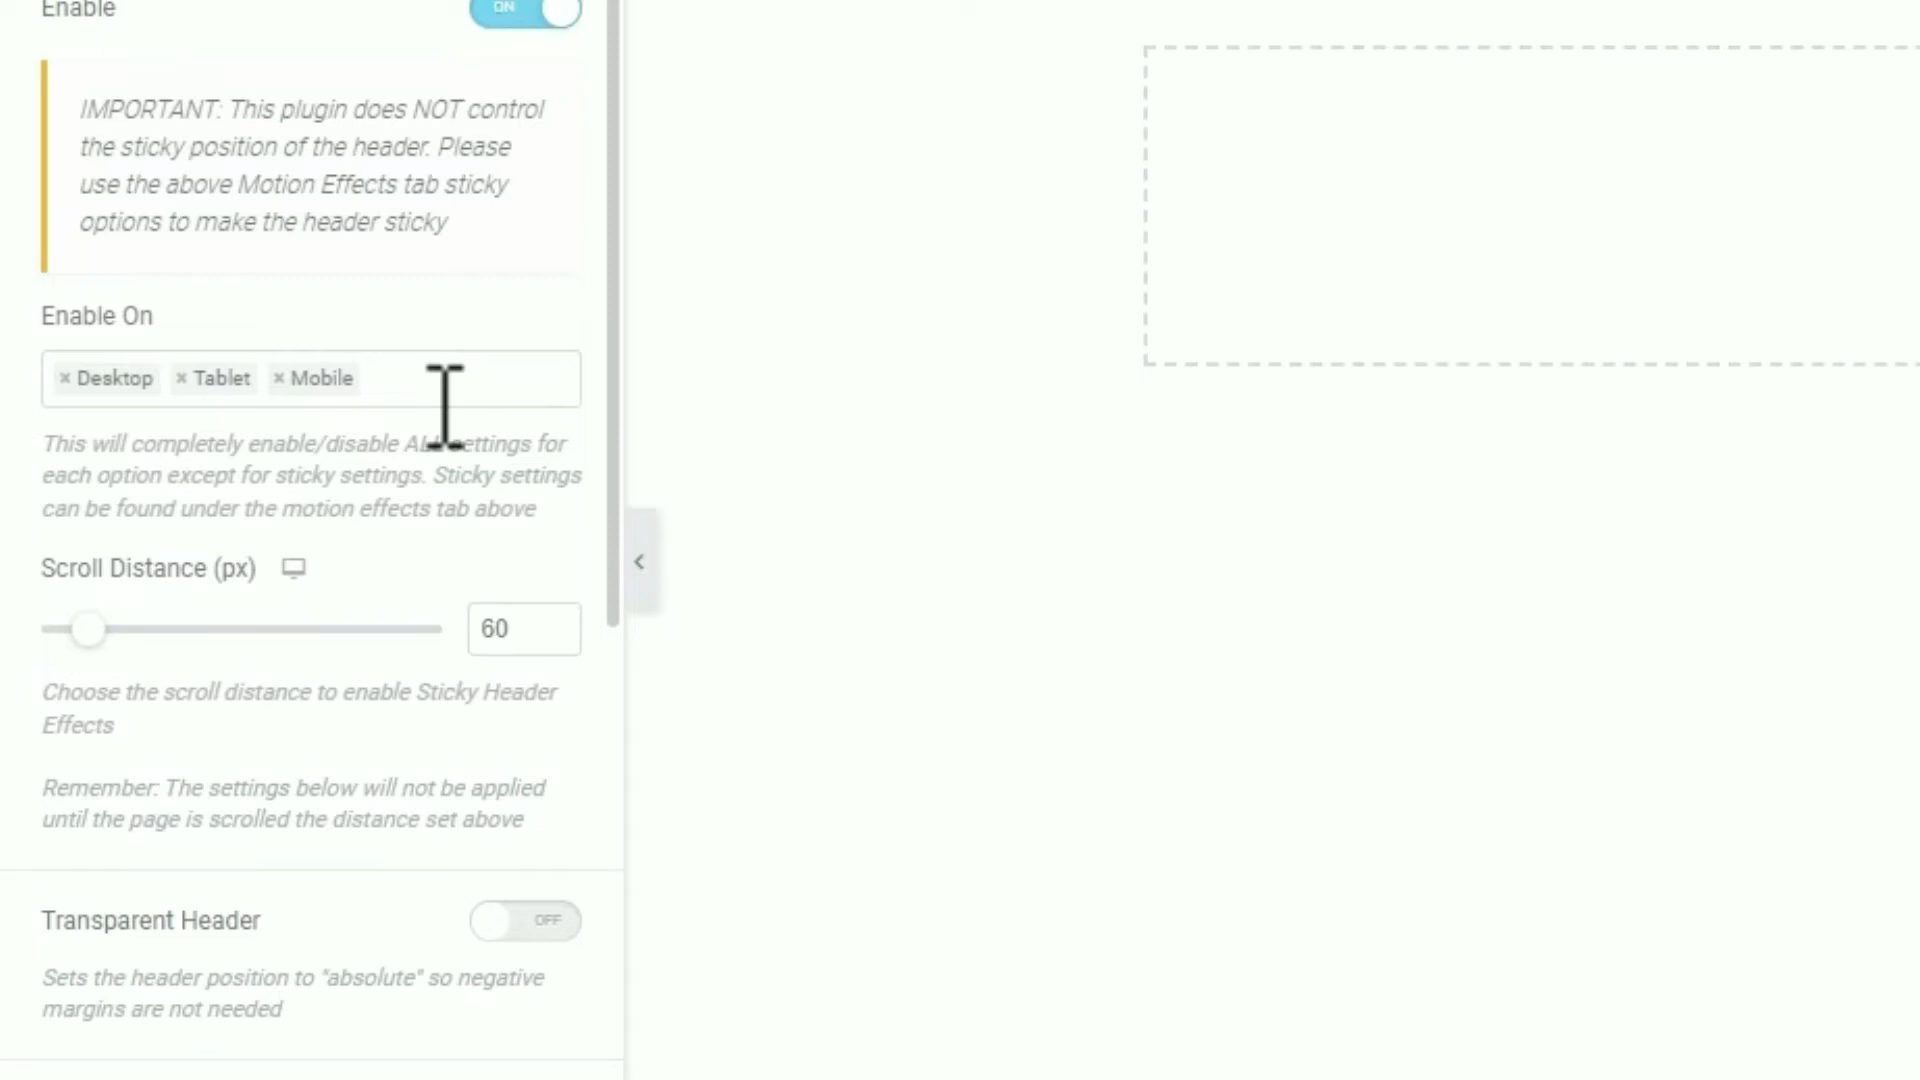 Enable
ON
IMPORTANT: This plugin does NOT control
the sticky position of the header. Please
use the above Motion Effects tab sticky
options to make the header sticky
Enable On
× Desktop × Tablet × Mobile
This will completely enable/disable ALL settings for
each option except for sticky settings. Sticky settings
can be found under the motion effects tab above
Scroll Distance (px)
60
Choose the scroll distance to enable Sticky Header
Effects
Remember: The settings below will not be applied
until the page is scrolled the distance set above
Transparent Header
OFF
Sets the header position to "absolute" so negative
margins are not needed